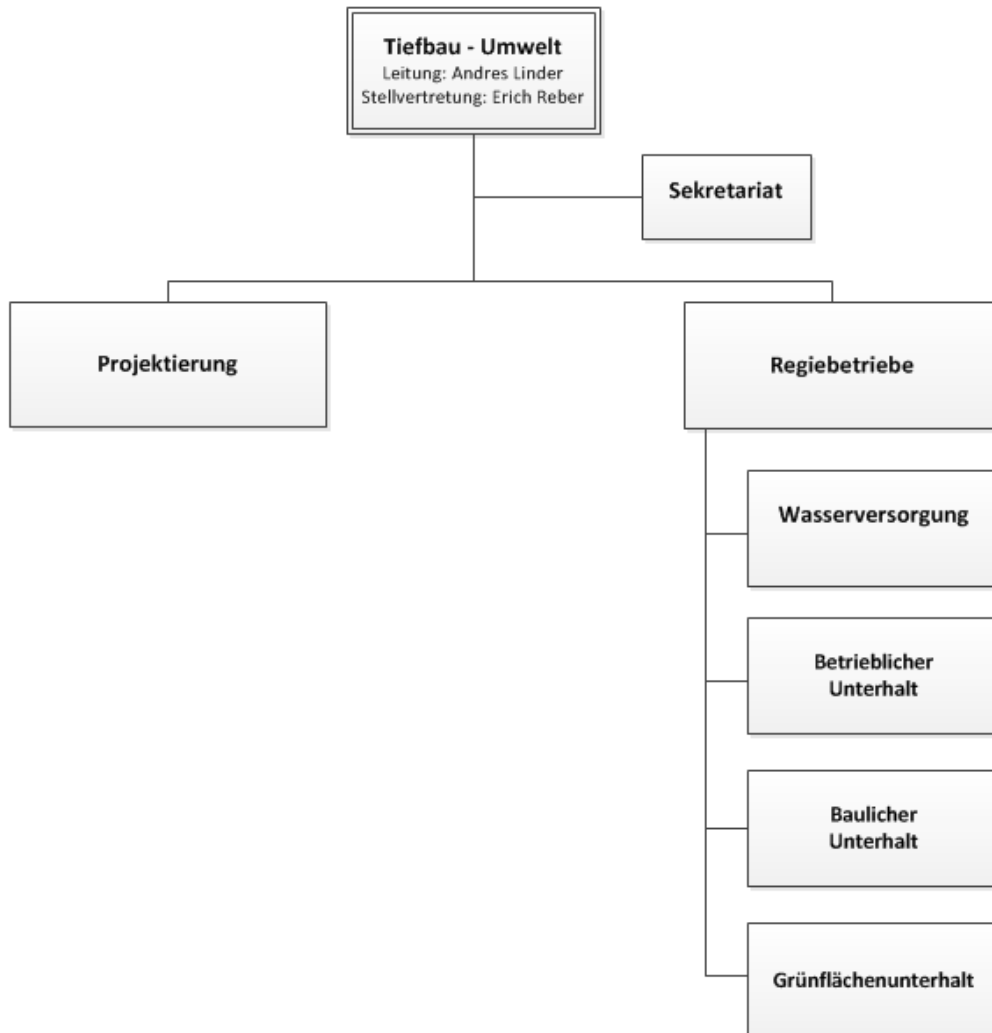 Tiefbau - Umwelt
Leitung: Andres Linder
Stellvertretung: Erich Reber
Sekretariat
Projektierung
Regiebetriebe
Wasserversorgung
Betrieblicher
Unterhalt
Baulicher
Unterhalt
Grünflächenunterhalt